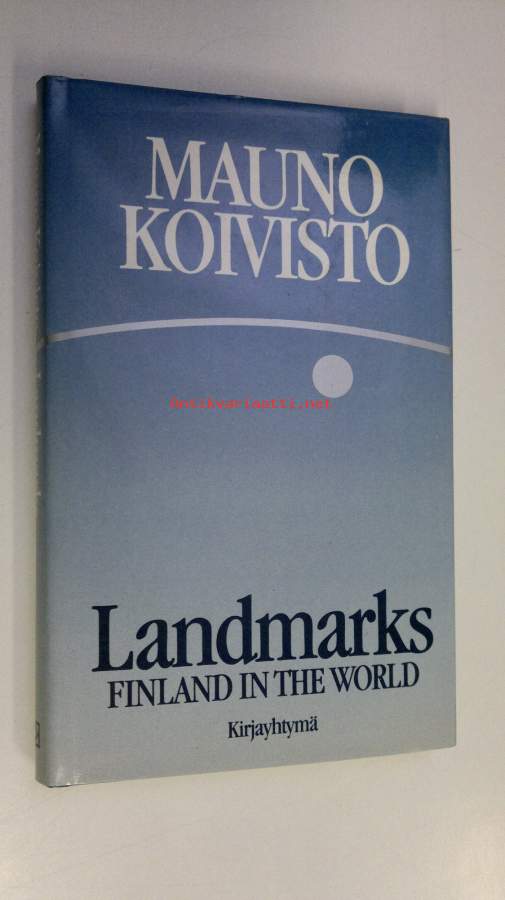 MAUNO
KOIVISTO
Antikvariaatti.net
Landmarks
FINLAND IN THE WORLD
Kirjayhtymä